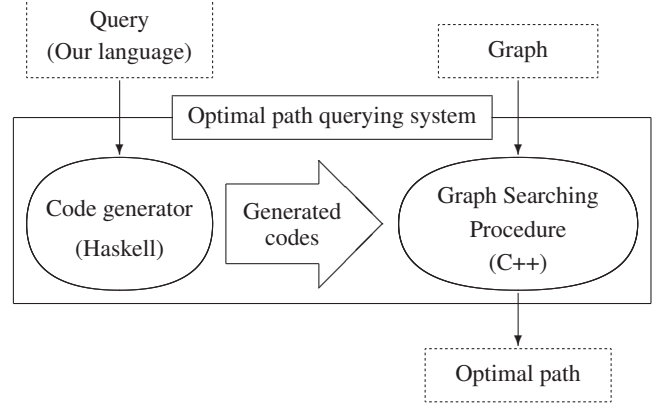 Query
(Our language)
Graph
Optimal path querying system
Code generator
(Haskell)
Generated
codes
Graph Searching
Procedure
(C++)
Optimal path